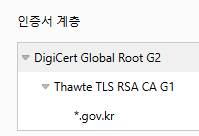 인증서 계층
DigiCert Global Root G2
Thawte TLS RSA CA G1
*.gov.kr